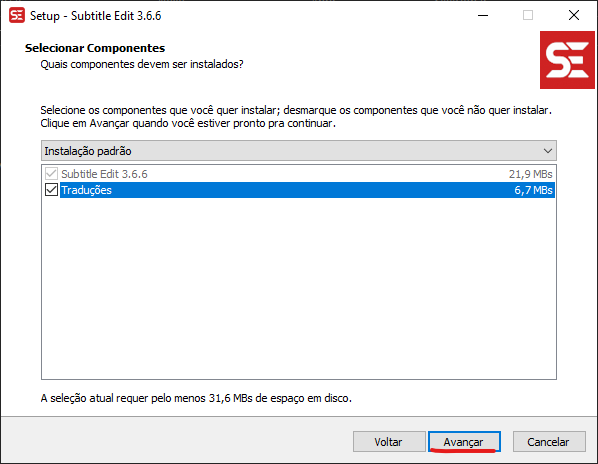 Setup - Subtitle Edit 3.6.6
Selecionar Componentes
Quais componentes devem ser instalados?
SE
Selecione os componentes que você quer instalar; desmarque os componentes que você não quer instalar.
Clique em Avançar quando você estiver pronto pra continuar.
Instalação padrão
Subtitle Edit 3.6.6 21,9 MBs
Traduções 6,7 MBs
A seleção atual requer pelo menos 31,6 MBs de espaço em disco.
Voltar Avançar Cancelar